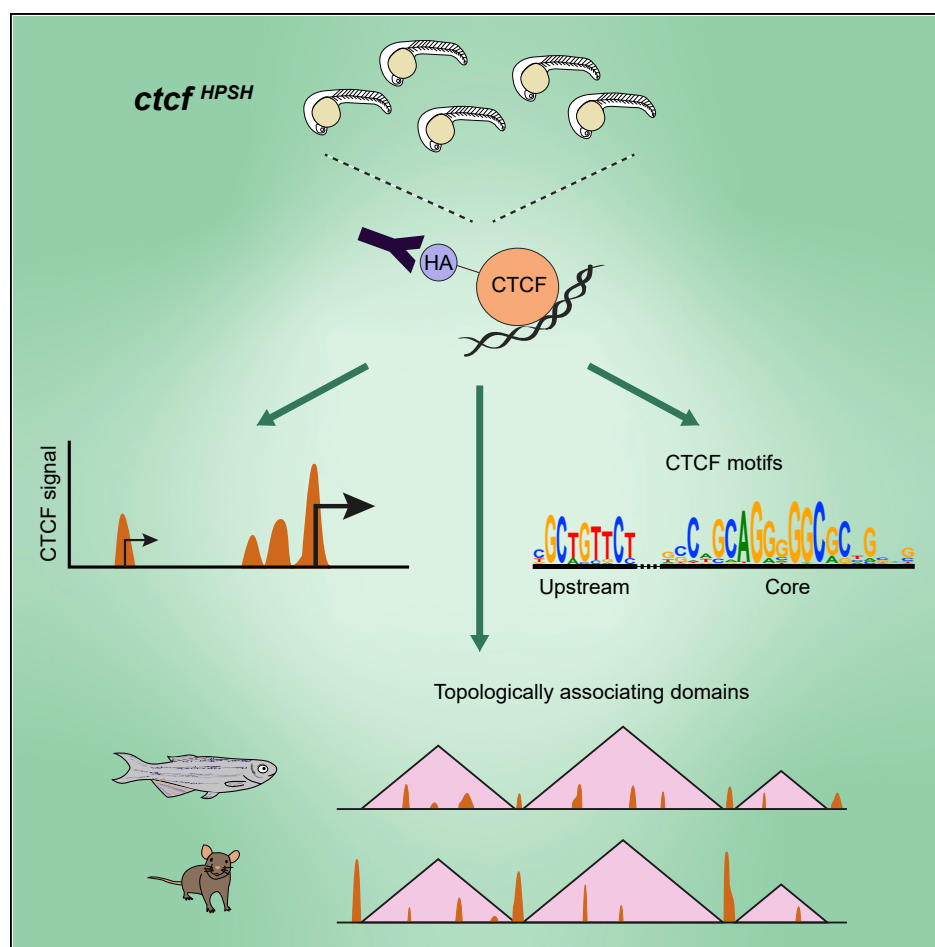 ctcf HPSH
HA
CTCF
CTCF signal
CTCF motifs
Upstream
Core
Topologically associating domains